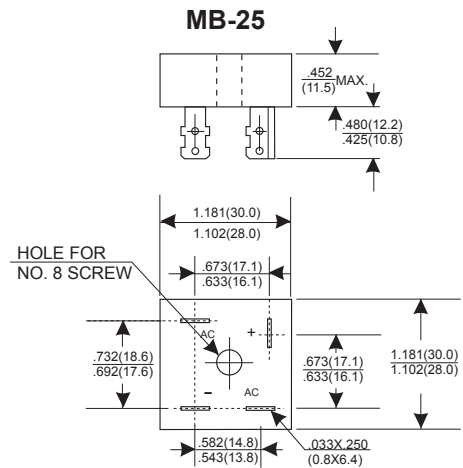 MB-25
.452
(11.5)
MAX.
.480(12.2)
.425(10.8)
1.181(30.0)
1.102(28.0)
HOLE FOR
NO. 8 SCREW
.673(17.1)
.633(16.1)
AC
+
.732(18.6)
.692(17.6)
.673(17.1)
.633(16.1)
1.181(30.0)
1.102(28.0)
-
AC
.582(14.8)
.543(13.8)
.033X.250
(0.8X6.4)